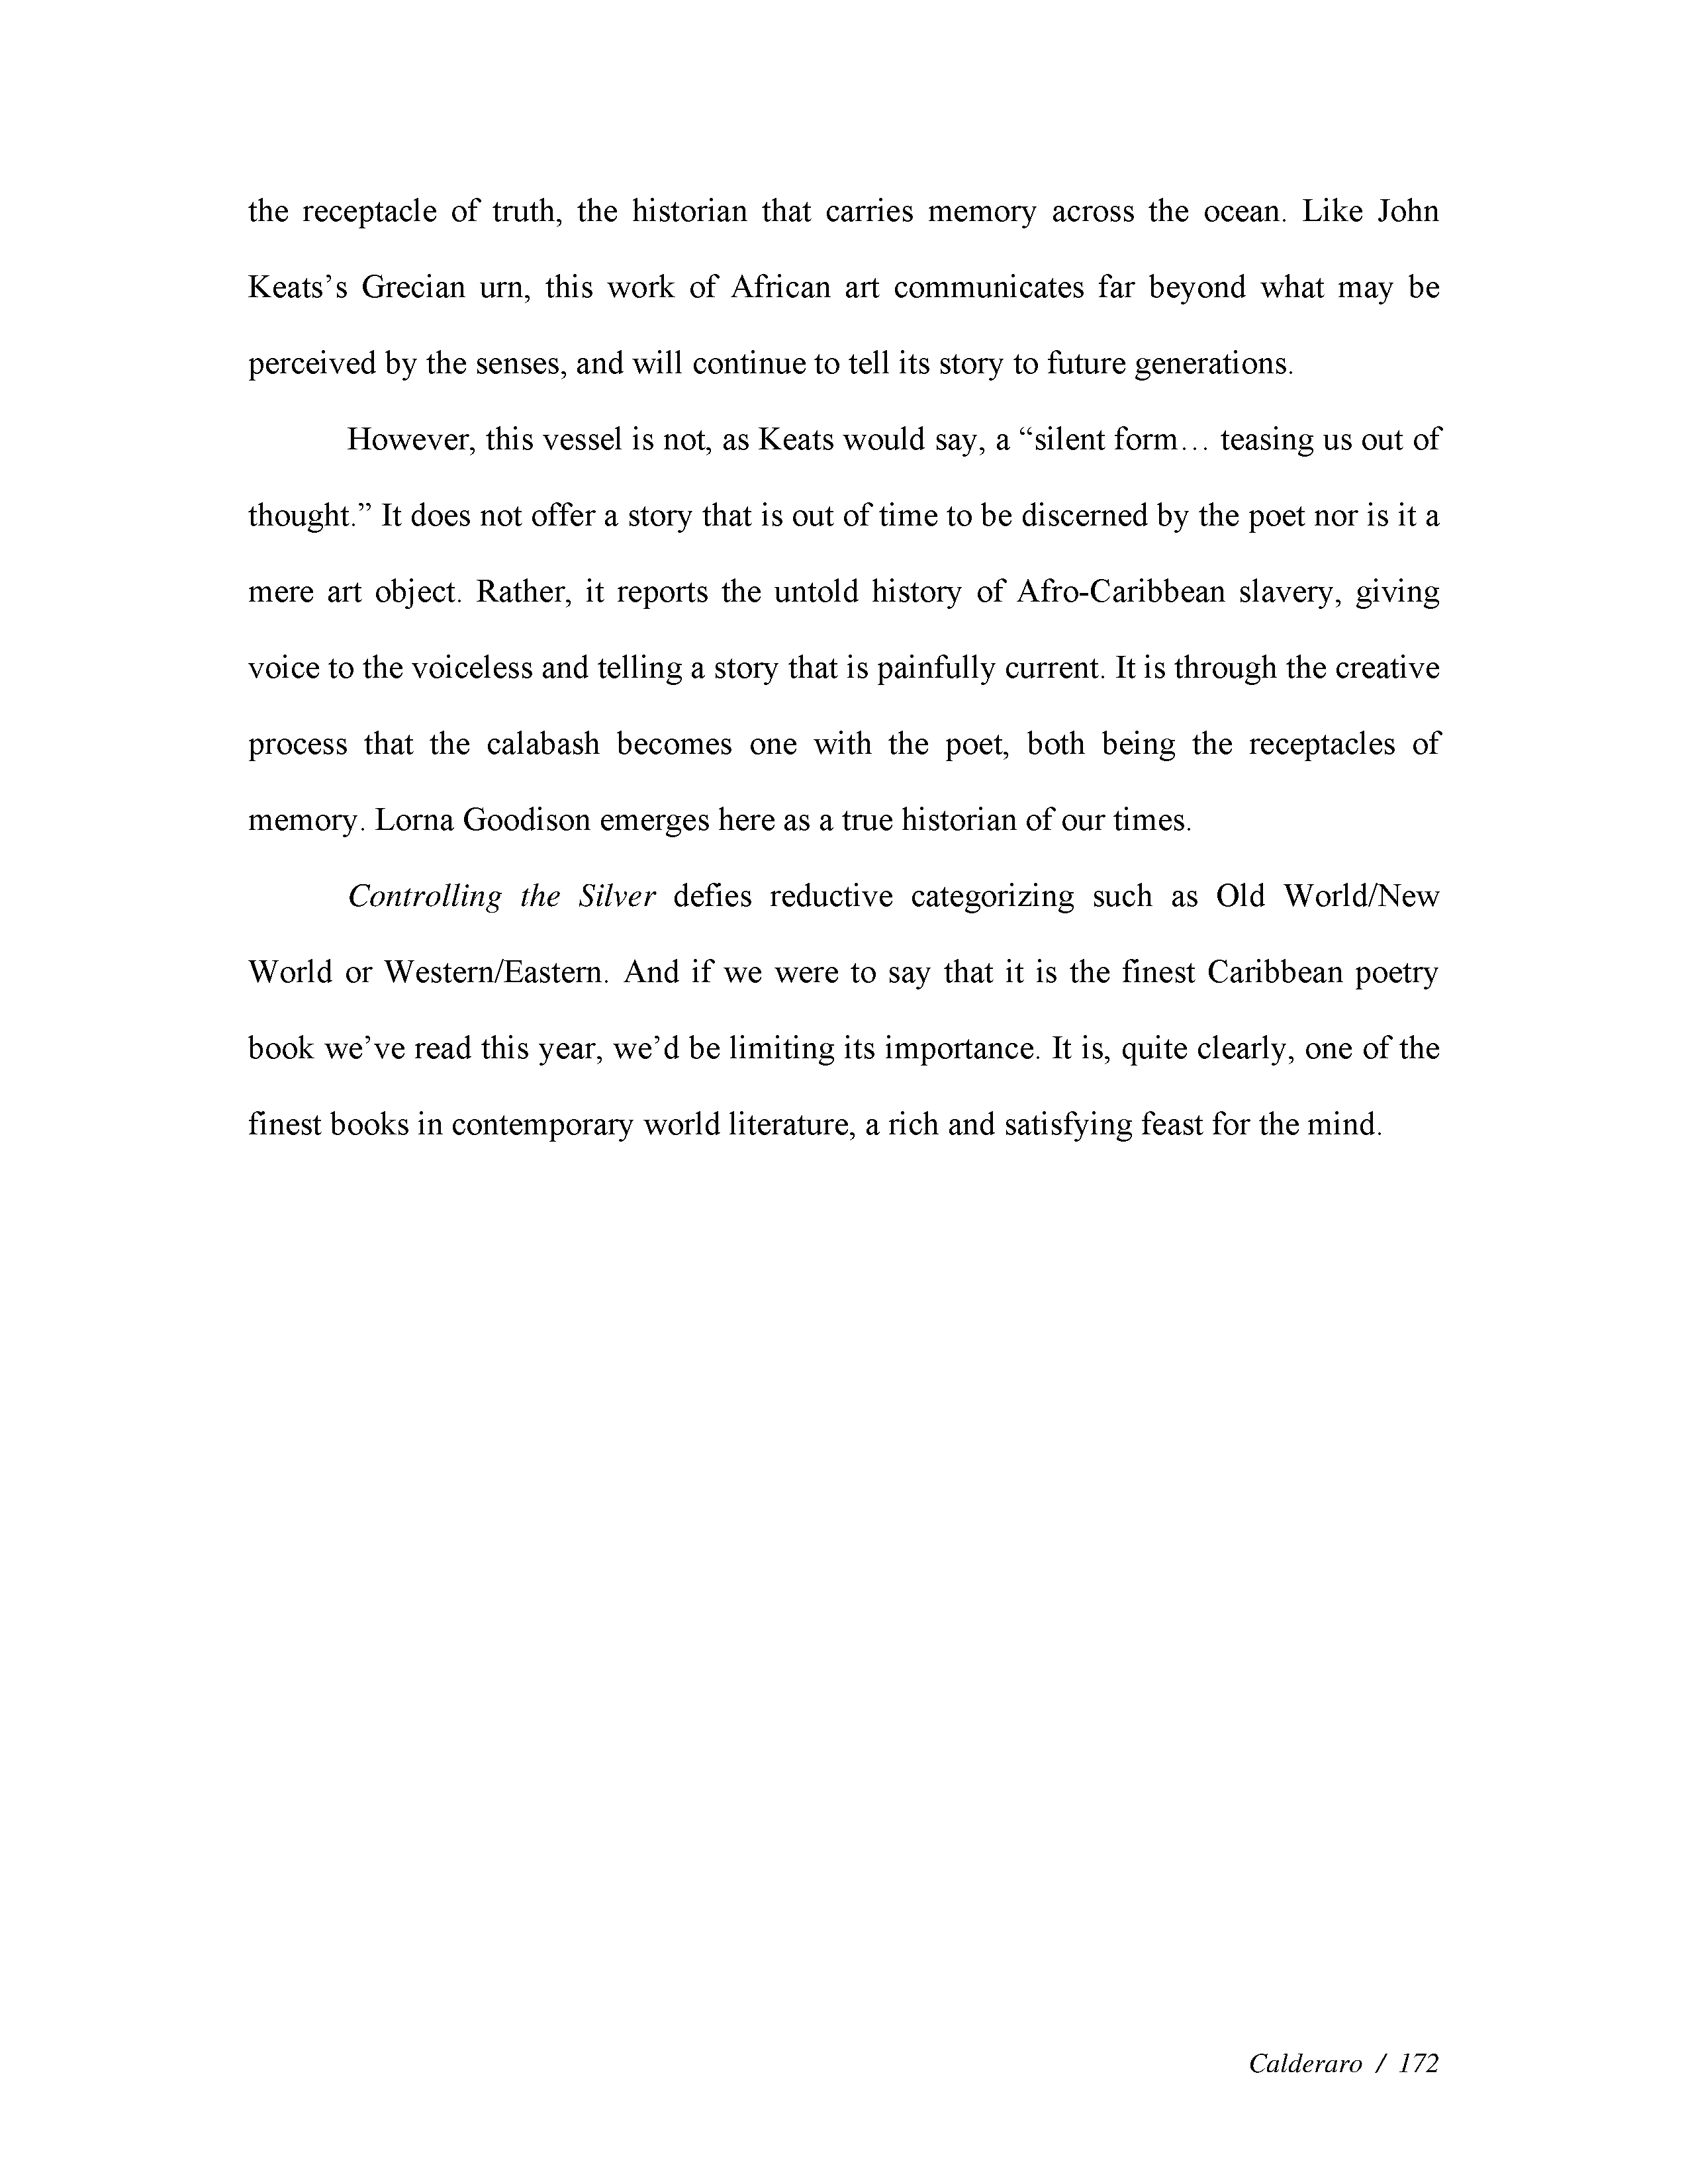 the receptacle of truth, the historian that carries memory across the ocean. Like John
Keats’s Grecian urn, this work of African art communicates far beyond what may be
perceived by the senses, and will continue to tell its story to future generations.
However, this vessel is not, as Keats would say, a “silent form… teasing us out of
thought.” It does not offer a story that is out of time to be discerned by the poet nor is it a
mere art object. Rather, it reports the untold history of Afro-Caribbean slavery, giving
voice to the voiceless and telling a story that is painfully current. It is through the creative
process that the calabash becomes one with the poet, both being the receptacles of
memory. Lorna Goodison emerges here as a true historian of our times.
Controlling the Silver defies reductive categorizing such as Old World/New
World or Western/Eastern. And if we were to say that it is the finest Caribbean poetry
book we’ve read this year, we’d be limiting its importance. It is, quite clearly, one of the
finest books in contemporary world literature, a rich and satisfying feast for the mind.
Calderaro / 172